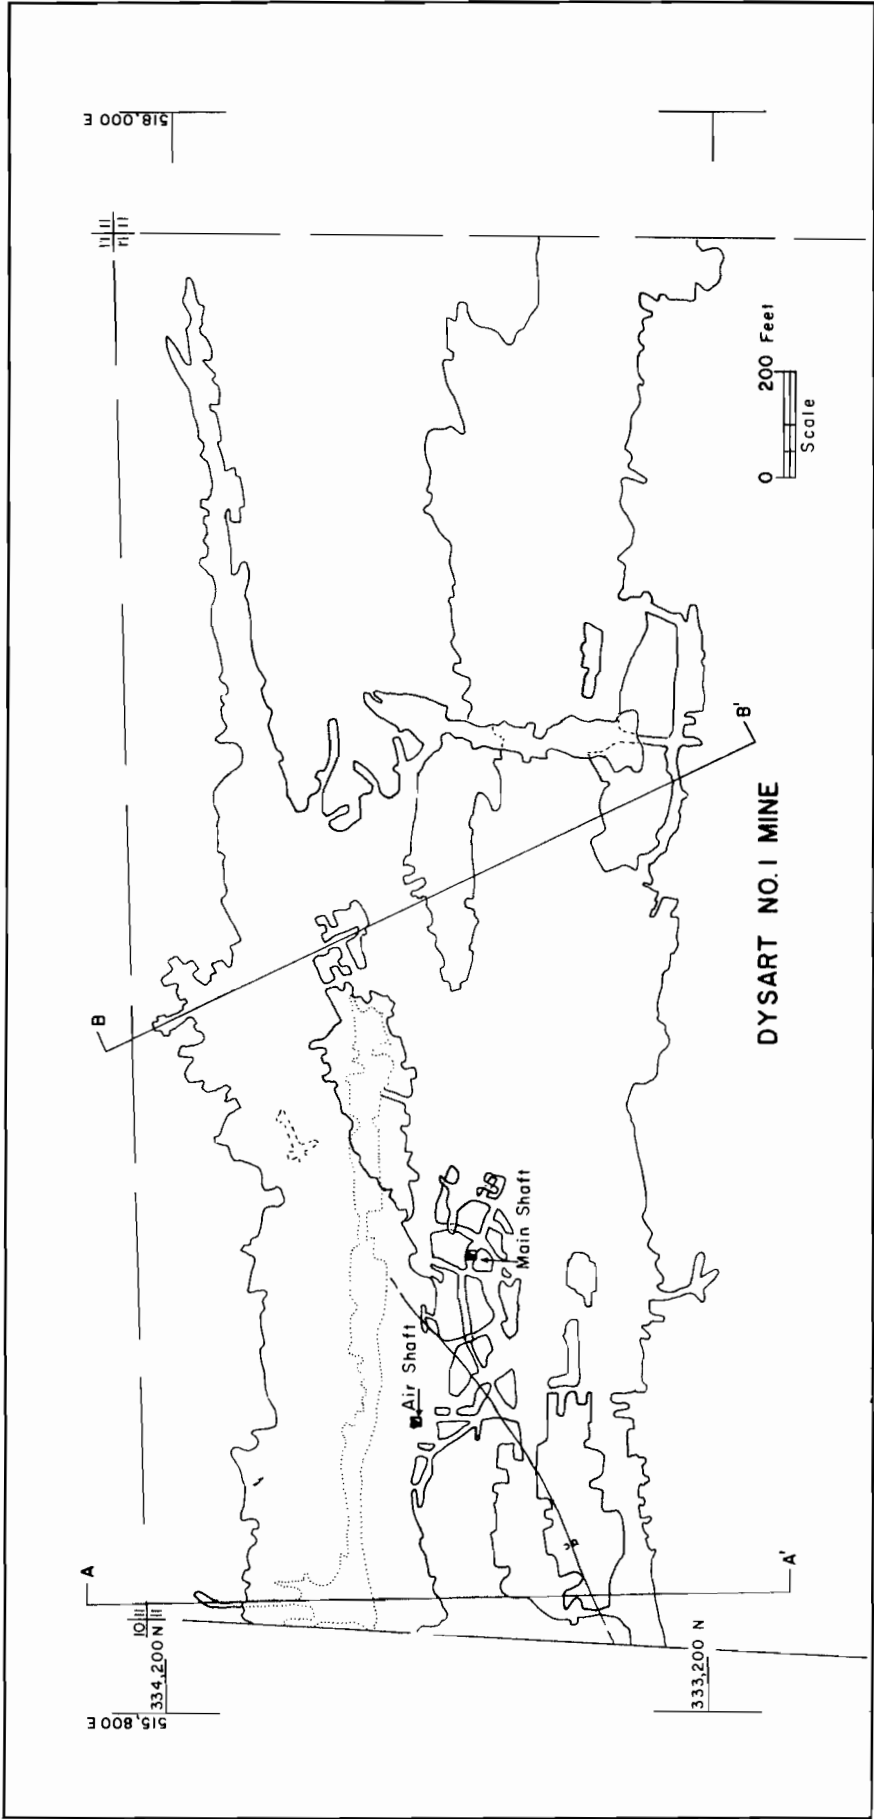 518,000 E
B
A
10
334,200 N
515,800 E
Air Shaft
Main Shaft
B'
0 200 Feet
Scale
DYSART NO. 1 MINE
A'
333,200 N